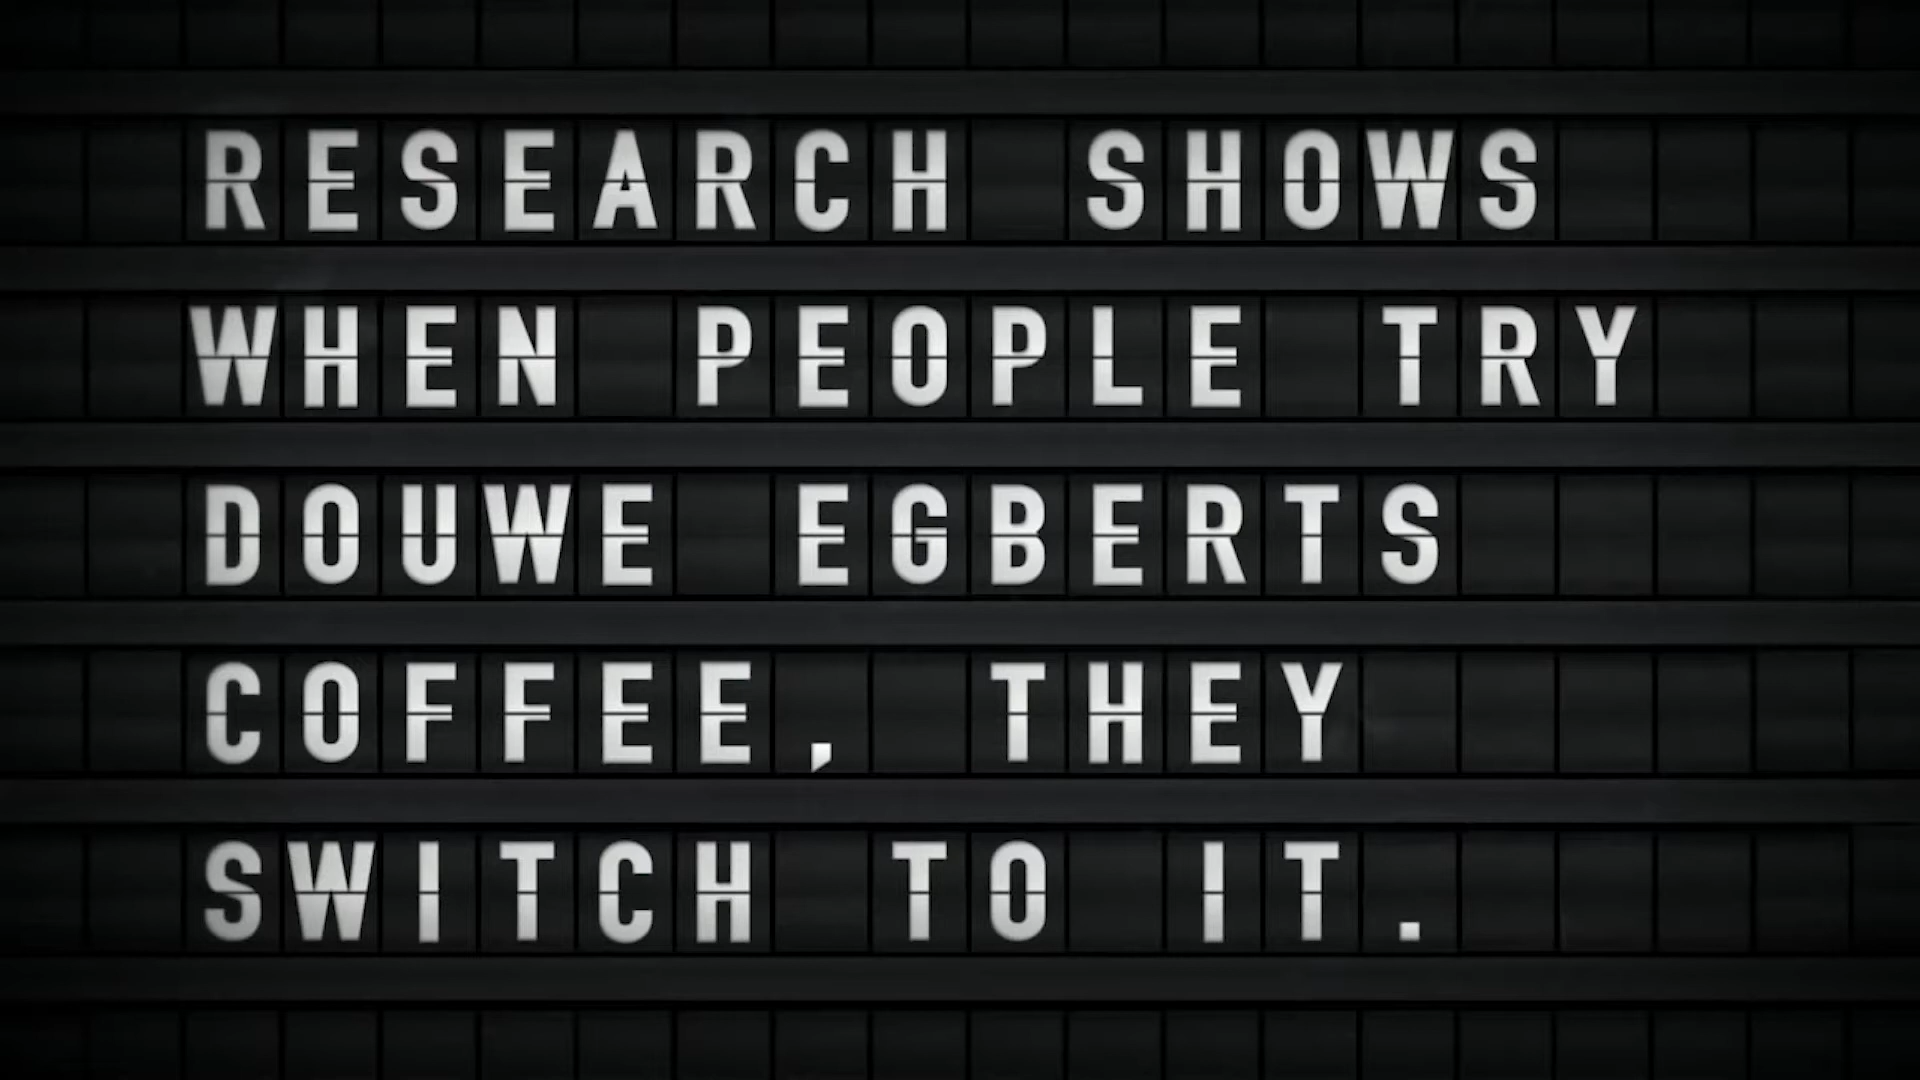 RESEARCH SHOWS
WHEN PEOPLE TRY
DOUWE EGBERTS
COFFEE, THEY
SWITCH TO IT.